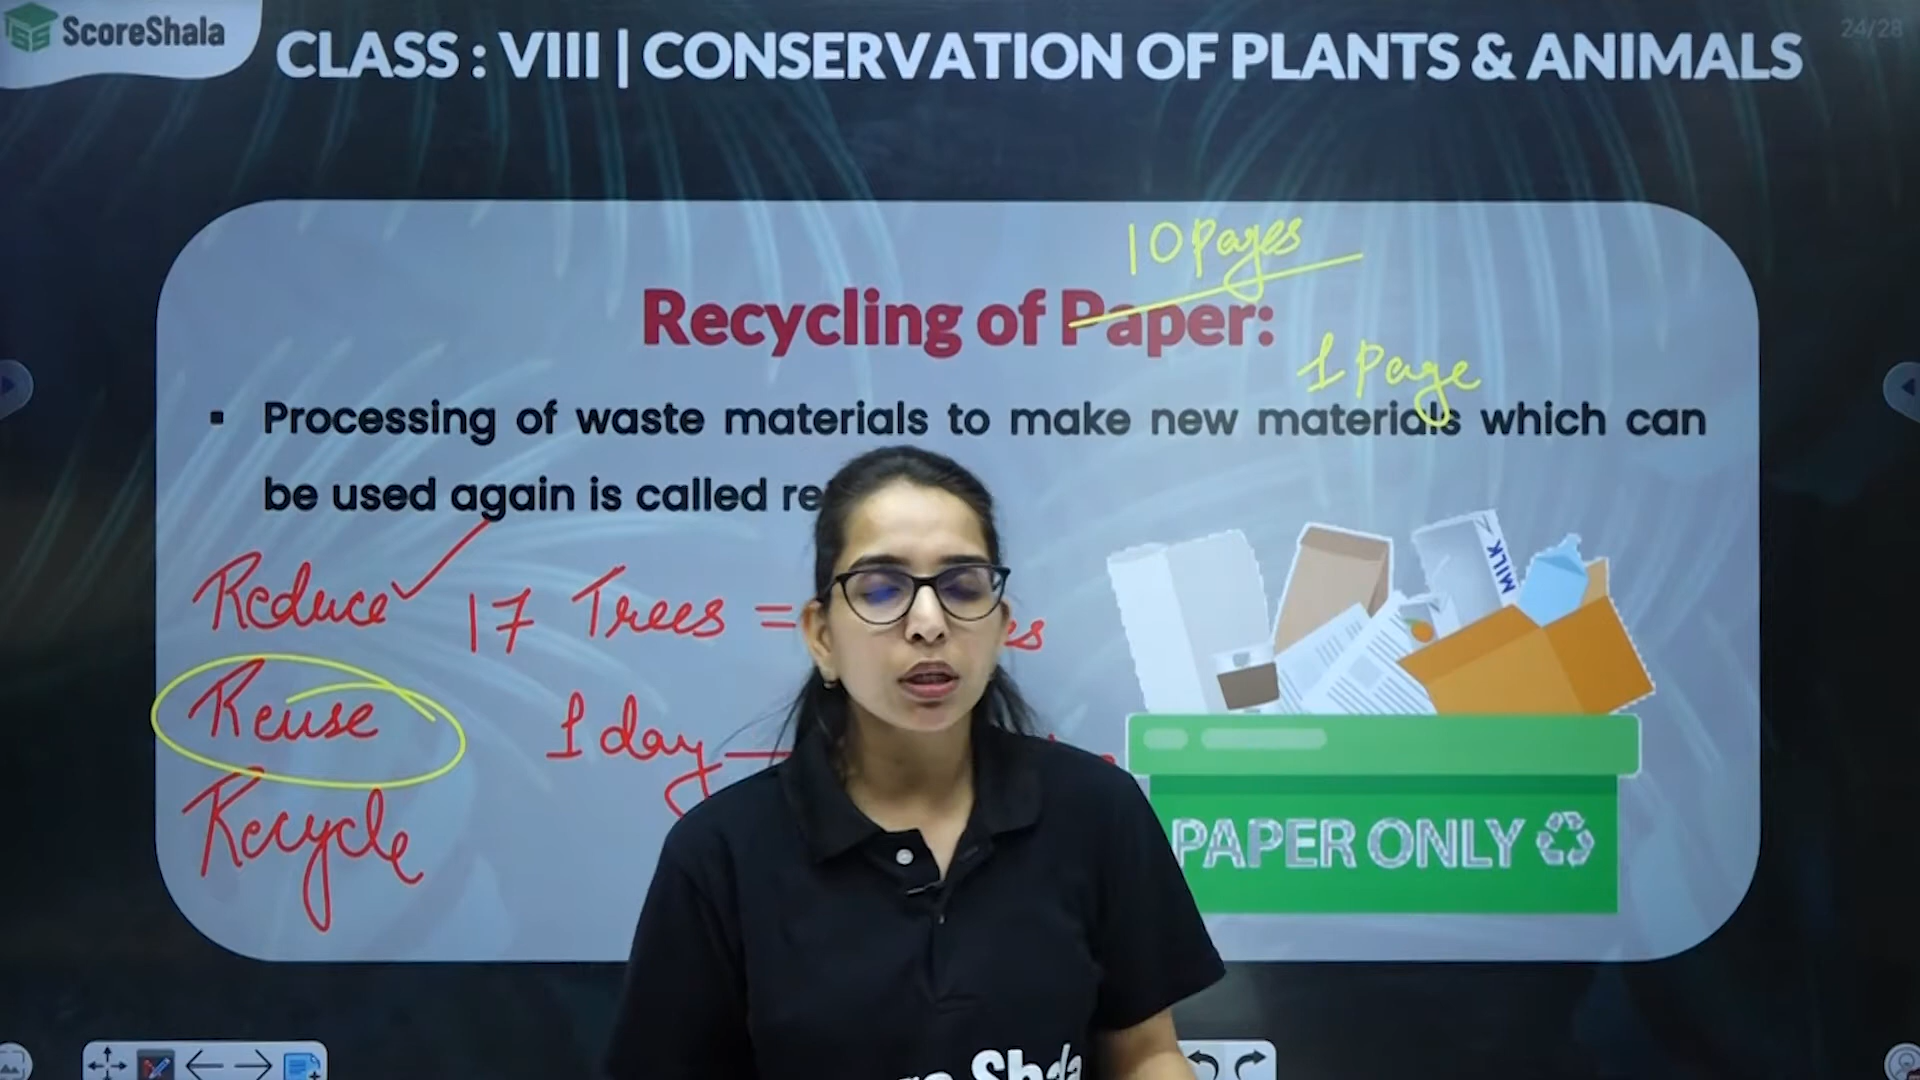 ScoreShala
CLASS : VIII | CONSERVATION OF PLANTS & ANIMALS
24/28
10 Pages
Recycling of Paper:
1 Page
▪ Processing of waste materials to make new materials which can
be used again is called
Reduce
17 Trees =
Reuse
1 day
Recycle
MILK
PAPER ONLY